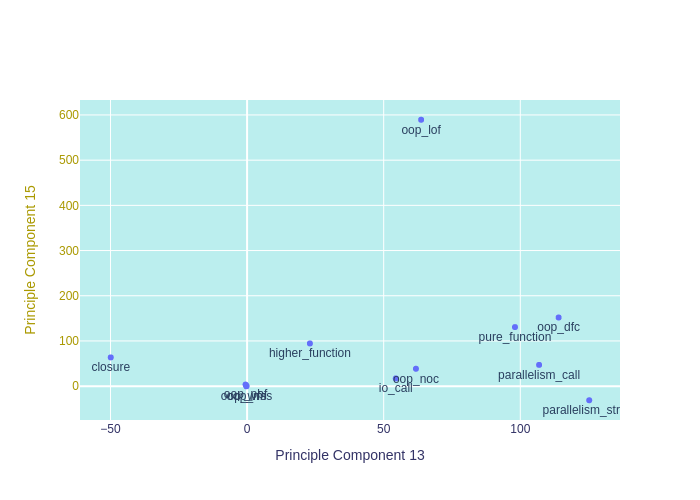 600
500
400
300
200
100
0
Principle Component 15
oop_lof
oop_dfc
pure_function
higher_function
closure
parallelism_call
oop_noc
io_call
parallelism_str
−50
0
50
100
Principle Component 13